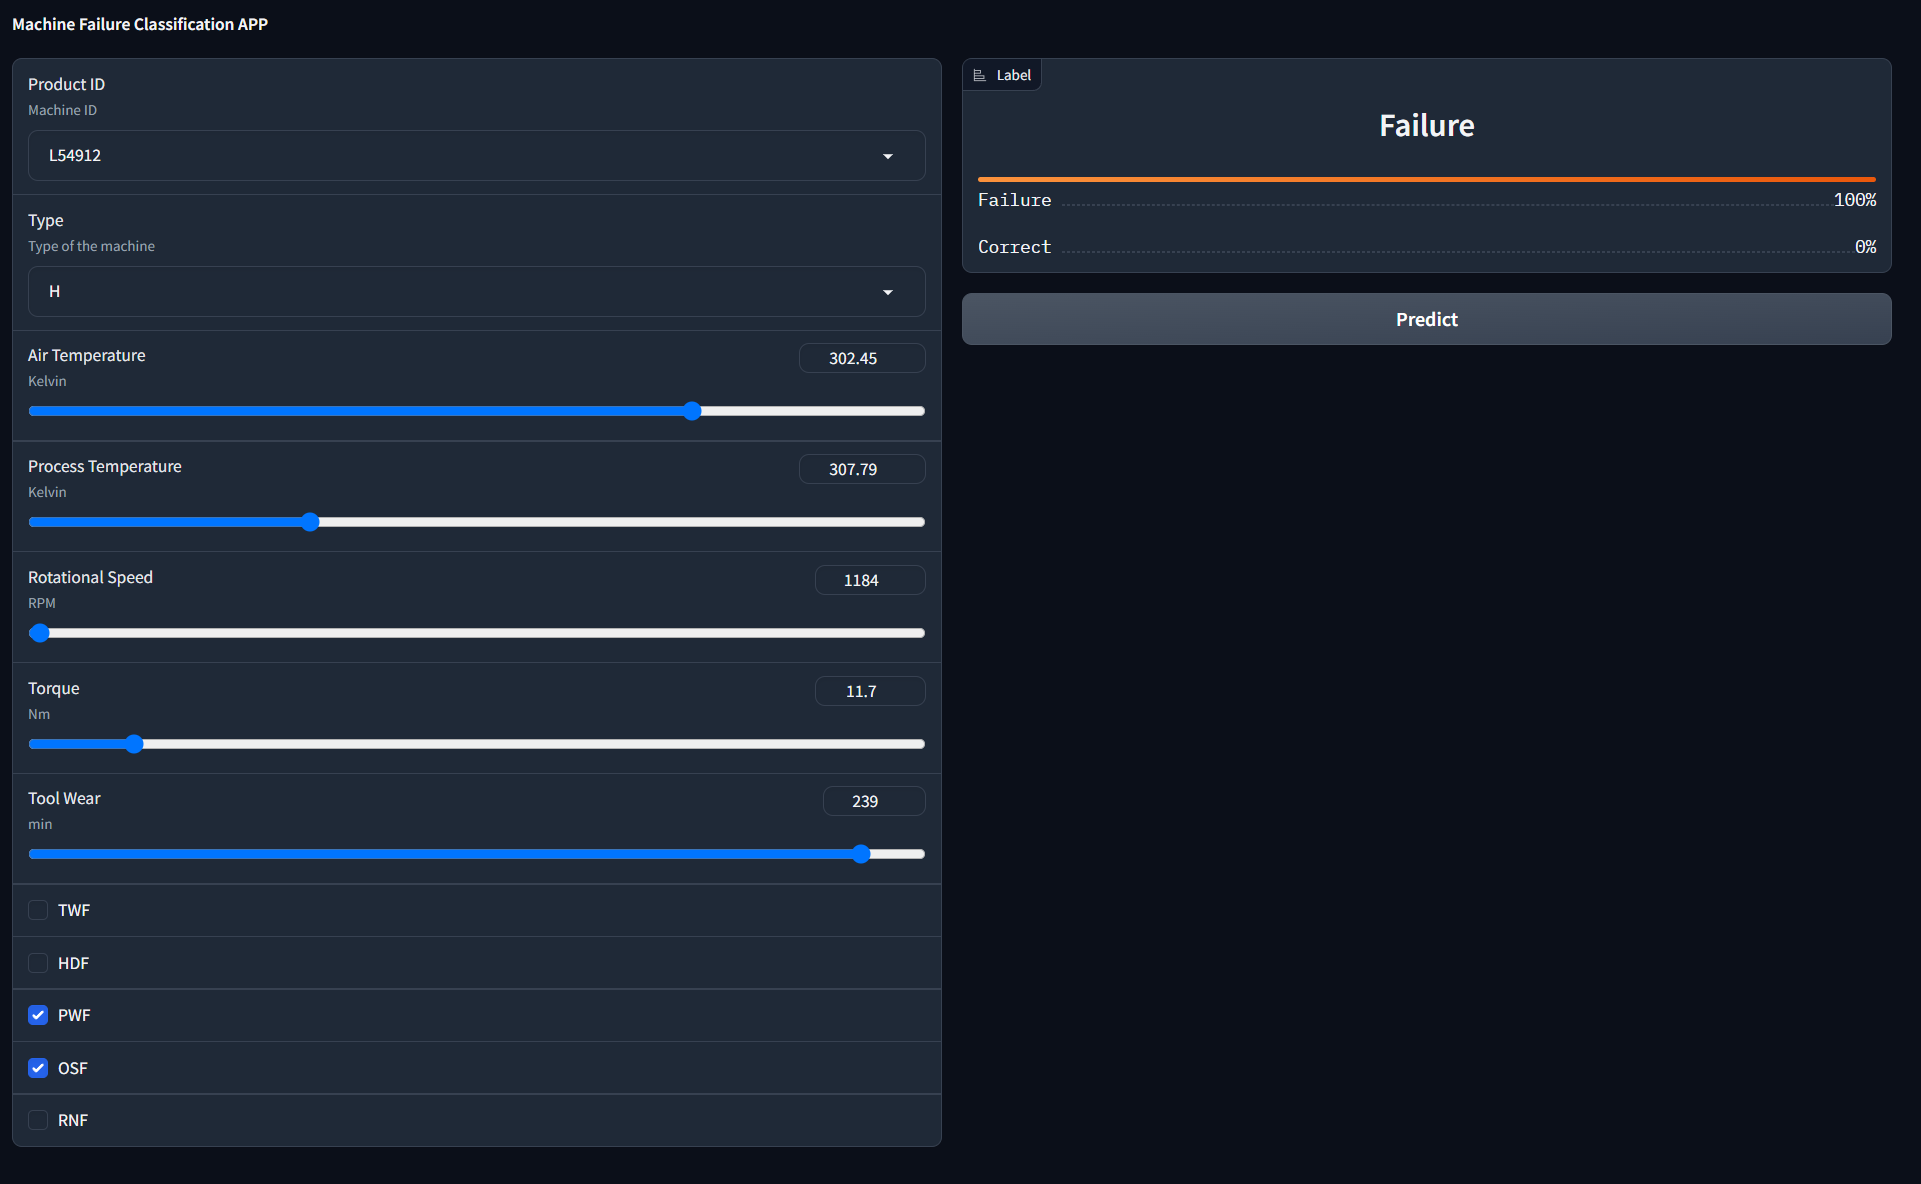 Machine Failure Classification APP
Product ID
Machine ID
L54912
Type
Type of the machine
H
Air Temperature
302.45
Kelvin
Process Temperature
307.79
Kelvin
Rotational Speed
1184
RPM
Torque
11.7
Nm
Tool Wear
239
min
TWF
HDF
PWF
OSF
RNF
Label
Failure
Failure 100%
Correct 0%
Predict